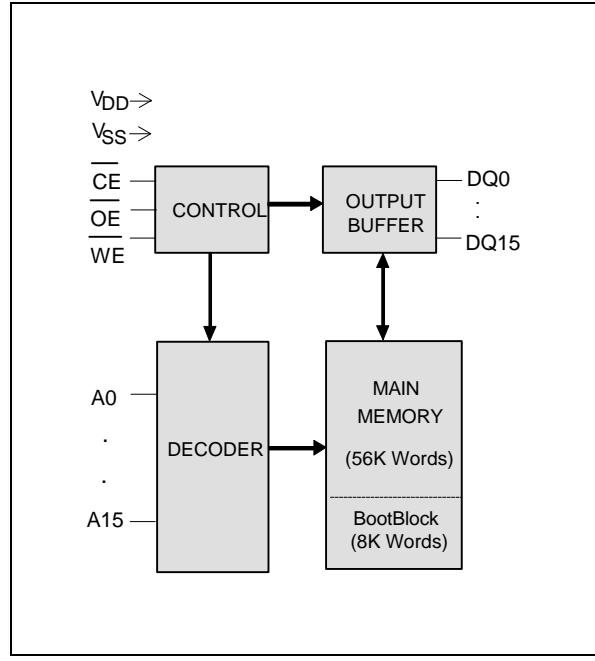 VDD
VSS
CE
OE
WE
CONTROL
OUTPUT
BUFFER
DQ0
.
.
DQ15
A0
.
.
A15
DECODER
MAIN
MEMORY
(56K Words)
BootBlock
(8K Words)